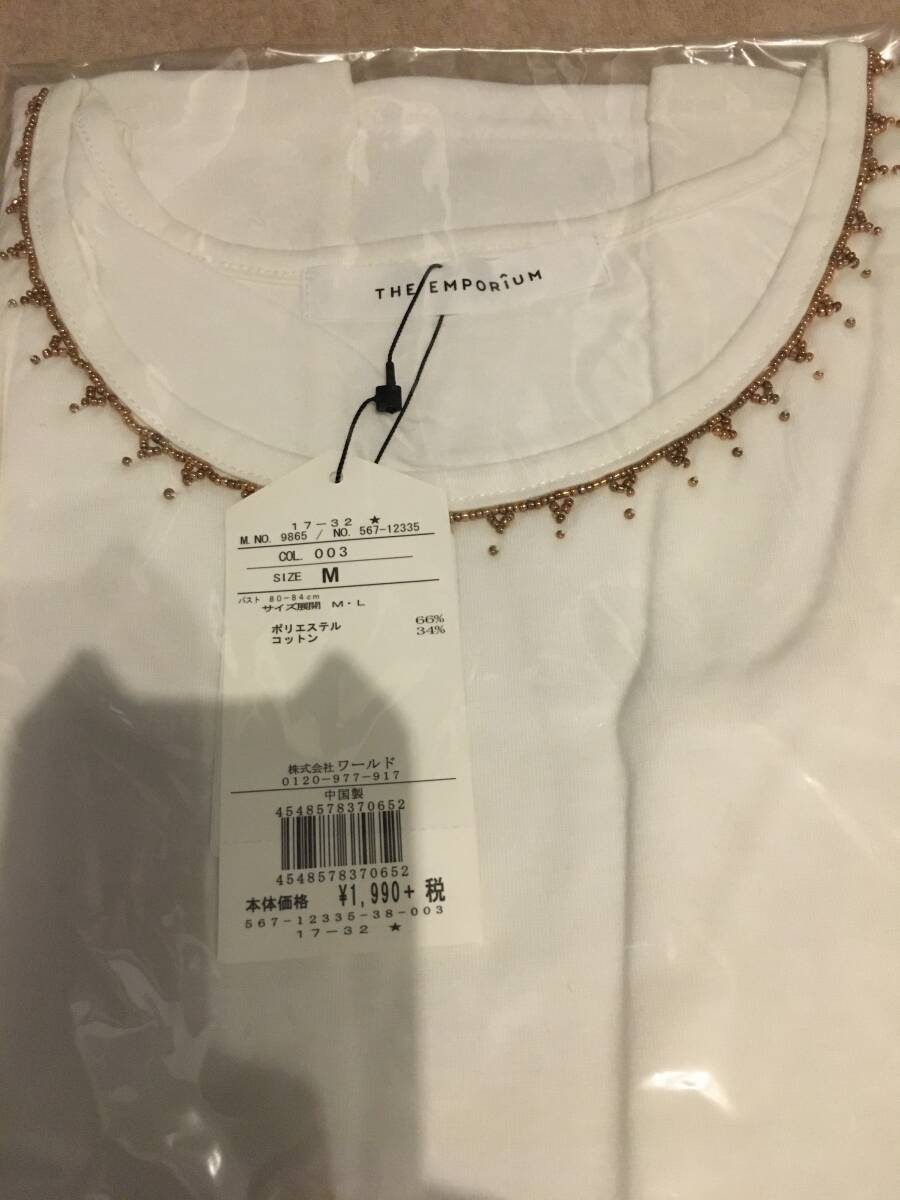 THE EMPORIUM
17-32 ★
M. NO. 9865 / NO. 567-12335
COL. 003
SIZE M
バスト 80-84cm
サイズ展開 M・L
ポリエステル 66%
コットン 34%
株式会社 ワールド
0120-977-917
中国製
4548578370652
4548578370652
本体価格 ¥1,990+ 税
567-12335-38-003
17-32 ★